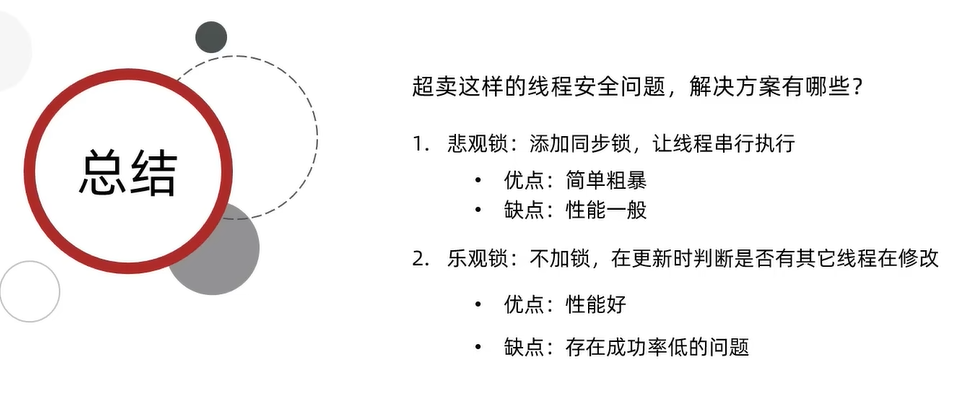 总结
超卖这样的线程安全问题，解决方案有哪些？
1. 悲观锁：添加同步锁，让线程串行执行
• 优点：简单粗暴
• 缺点：性能一般
2. 乐观锁：不加锁，在更新时判断是否有其它线程在修改
• 优点：性能好
• 缺点：存在成功率低的问题